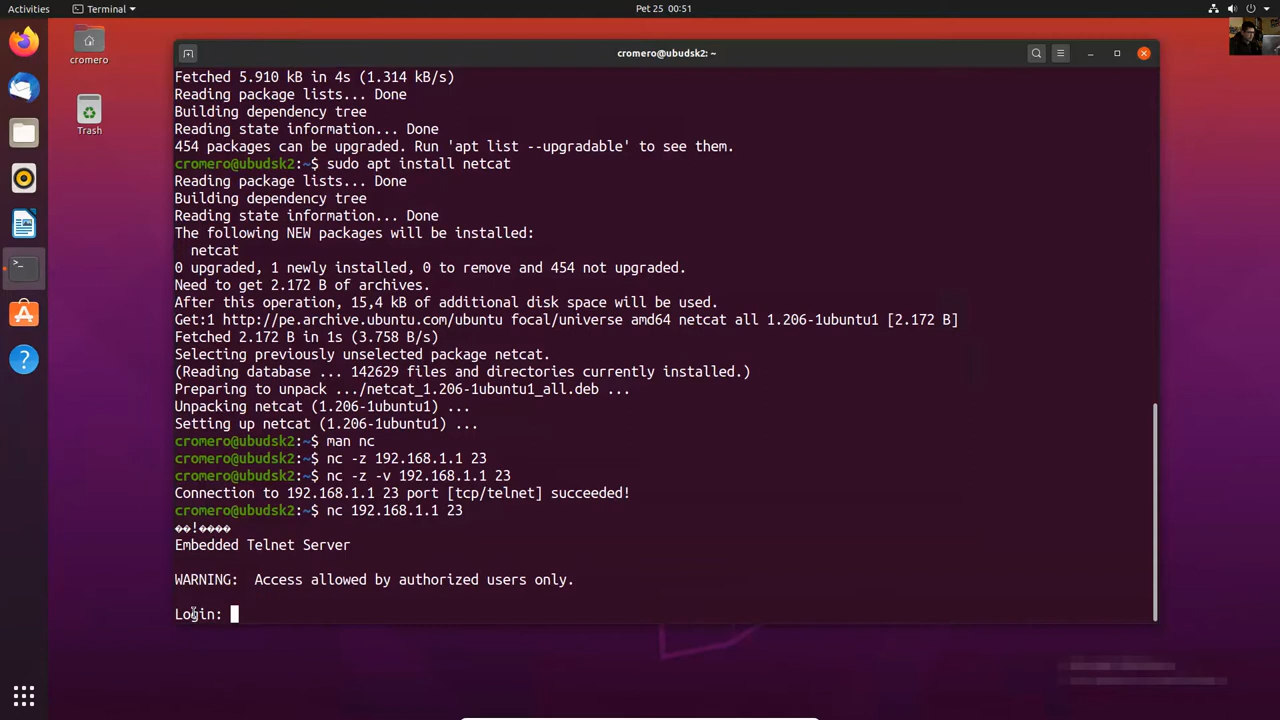 Activities
Terminal
Pet 25 00:51
cromero
Trash
cromero@ubudsk2: ~
Fetched 5.910 kB in 4s (1.314 kB/s)
Reading package lists... Done
Building dependency tree
Reading state information... Done
454 packages can be upgraded. Run 'apt list --upgradable' to see them.
cromero@ubudsk2:~$ sudo apt install netcat
Reading package lists... Done
Building dependency tree
Reading state information... Done
The following NEW packages will be installed:
  netcat
0 upgraded, 1 newly installed, 0 to remove and 454 not upgraded.
Need to get 2.172 B of archives.
After this operation, 15,4 kB of additional disk space will be used.
Get:1 http://pe.archive.ubuntu.com/ubuntu focal/universe amd64 netcat all 1.206-1ubuntu1 [2.172 B]
Fetched 2.172 B in 1s (3.758 B/s)
Selecting previously unselected package netcat.
(Reading database ... 142629 files and directories currently installed.)
Preparing to unpack .../netcat_1.206-1ubuntu1_all.deb ...
Unpacking netcat (1.206-1ubuntu1) ...
Setting up netcat (1.206-1ubuntu1) ...
cromero@ubudsk2:~$ man nc
cromero@ubudsk2:~$ nc -z 192.168.1.1 23
cromero@ubudsk2:~$ nc -z -v 192.168.1.1 23
Connection to 192.168.1.1 23 port [tcp/telnet] succeeded!
cromero@ubudsk2:~$ nc 192.168.1.1 23
��!����
Embedded Telnet Server
WARNING:  Access allowed by authorized users only.
Login: